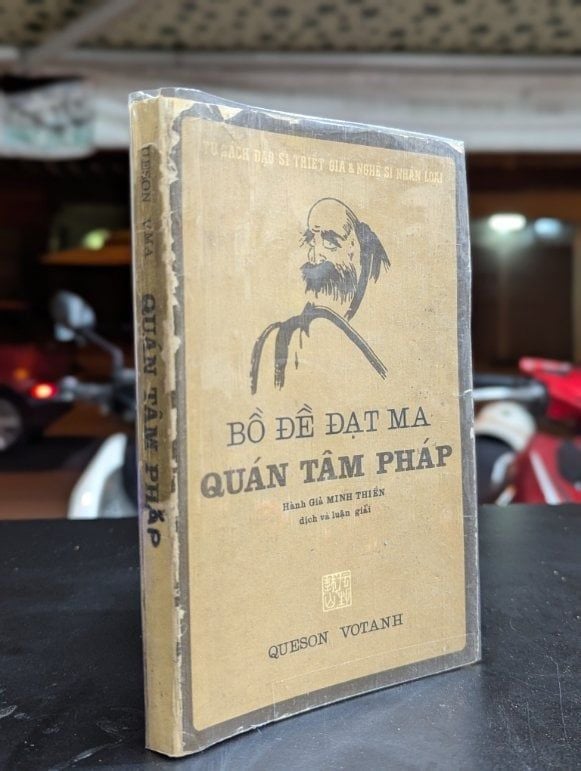 TỦ SÁCH ĐẠO SĨ TRIẾT GIA & NGHỆ SĨ NHÂN LOẠI
BỒ ĐỀ ĐẠT MA
QUÁN TÂM PHÁP
Hành Giả MINH THIỀN
dịch và luận giải
QUESON VOTANH
QUÁN TÂM PHÁP